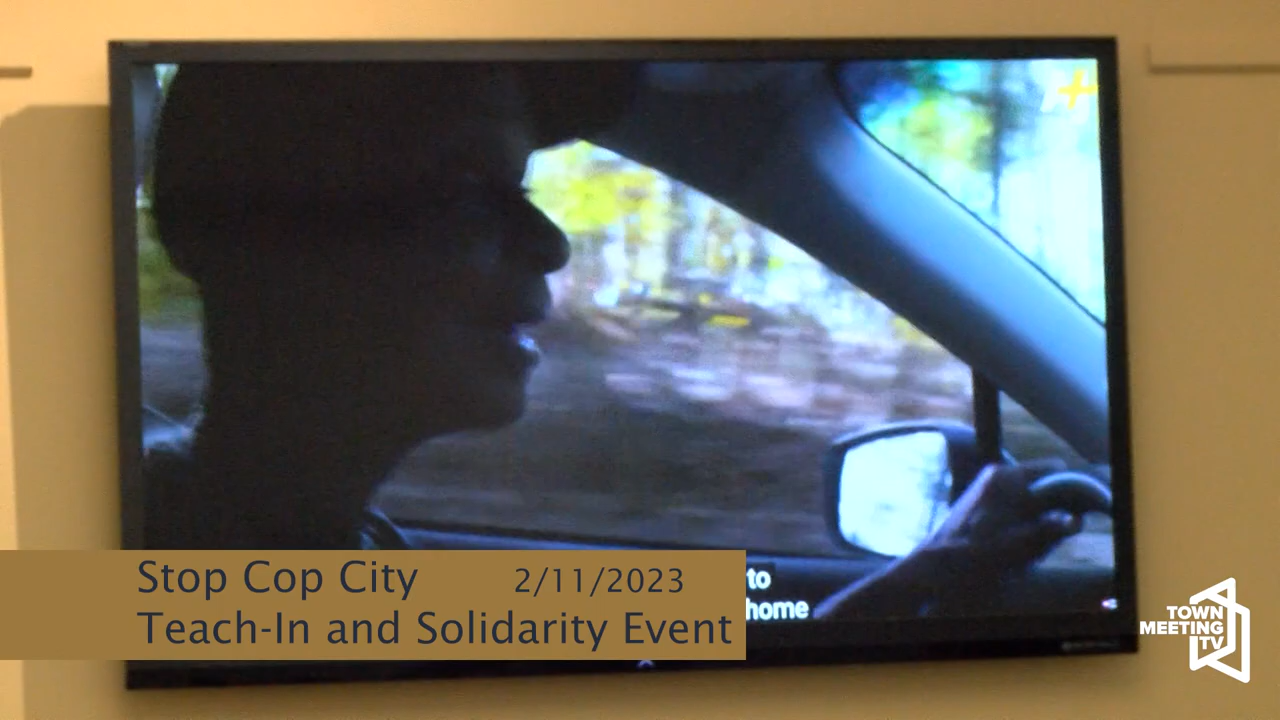 to
home
Stop Cop City 2/11/2023
Teach-In and Solidarity Event
TOWN
MEETING
TV